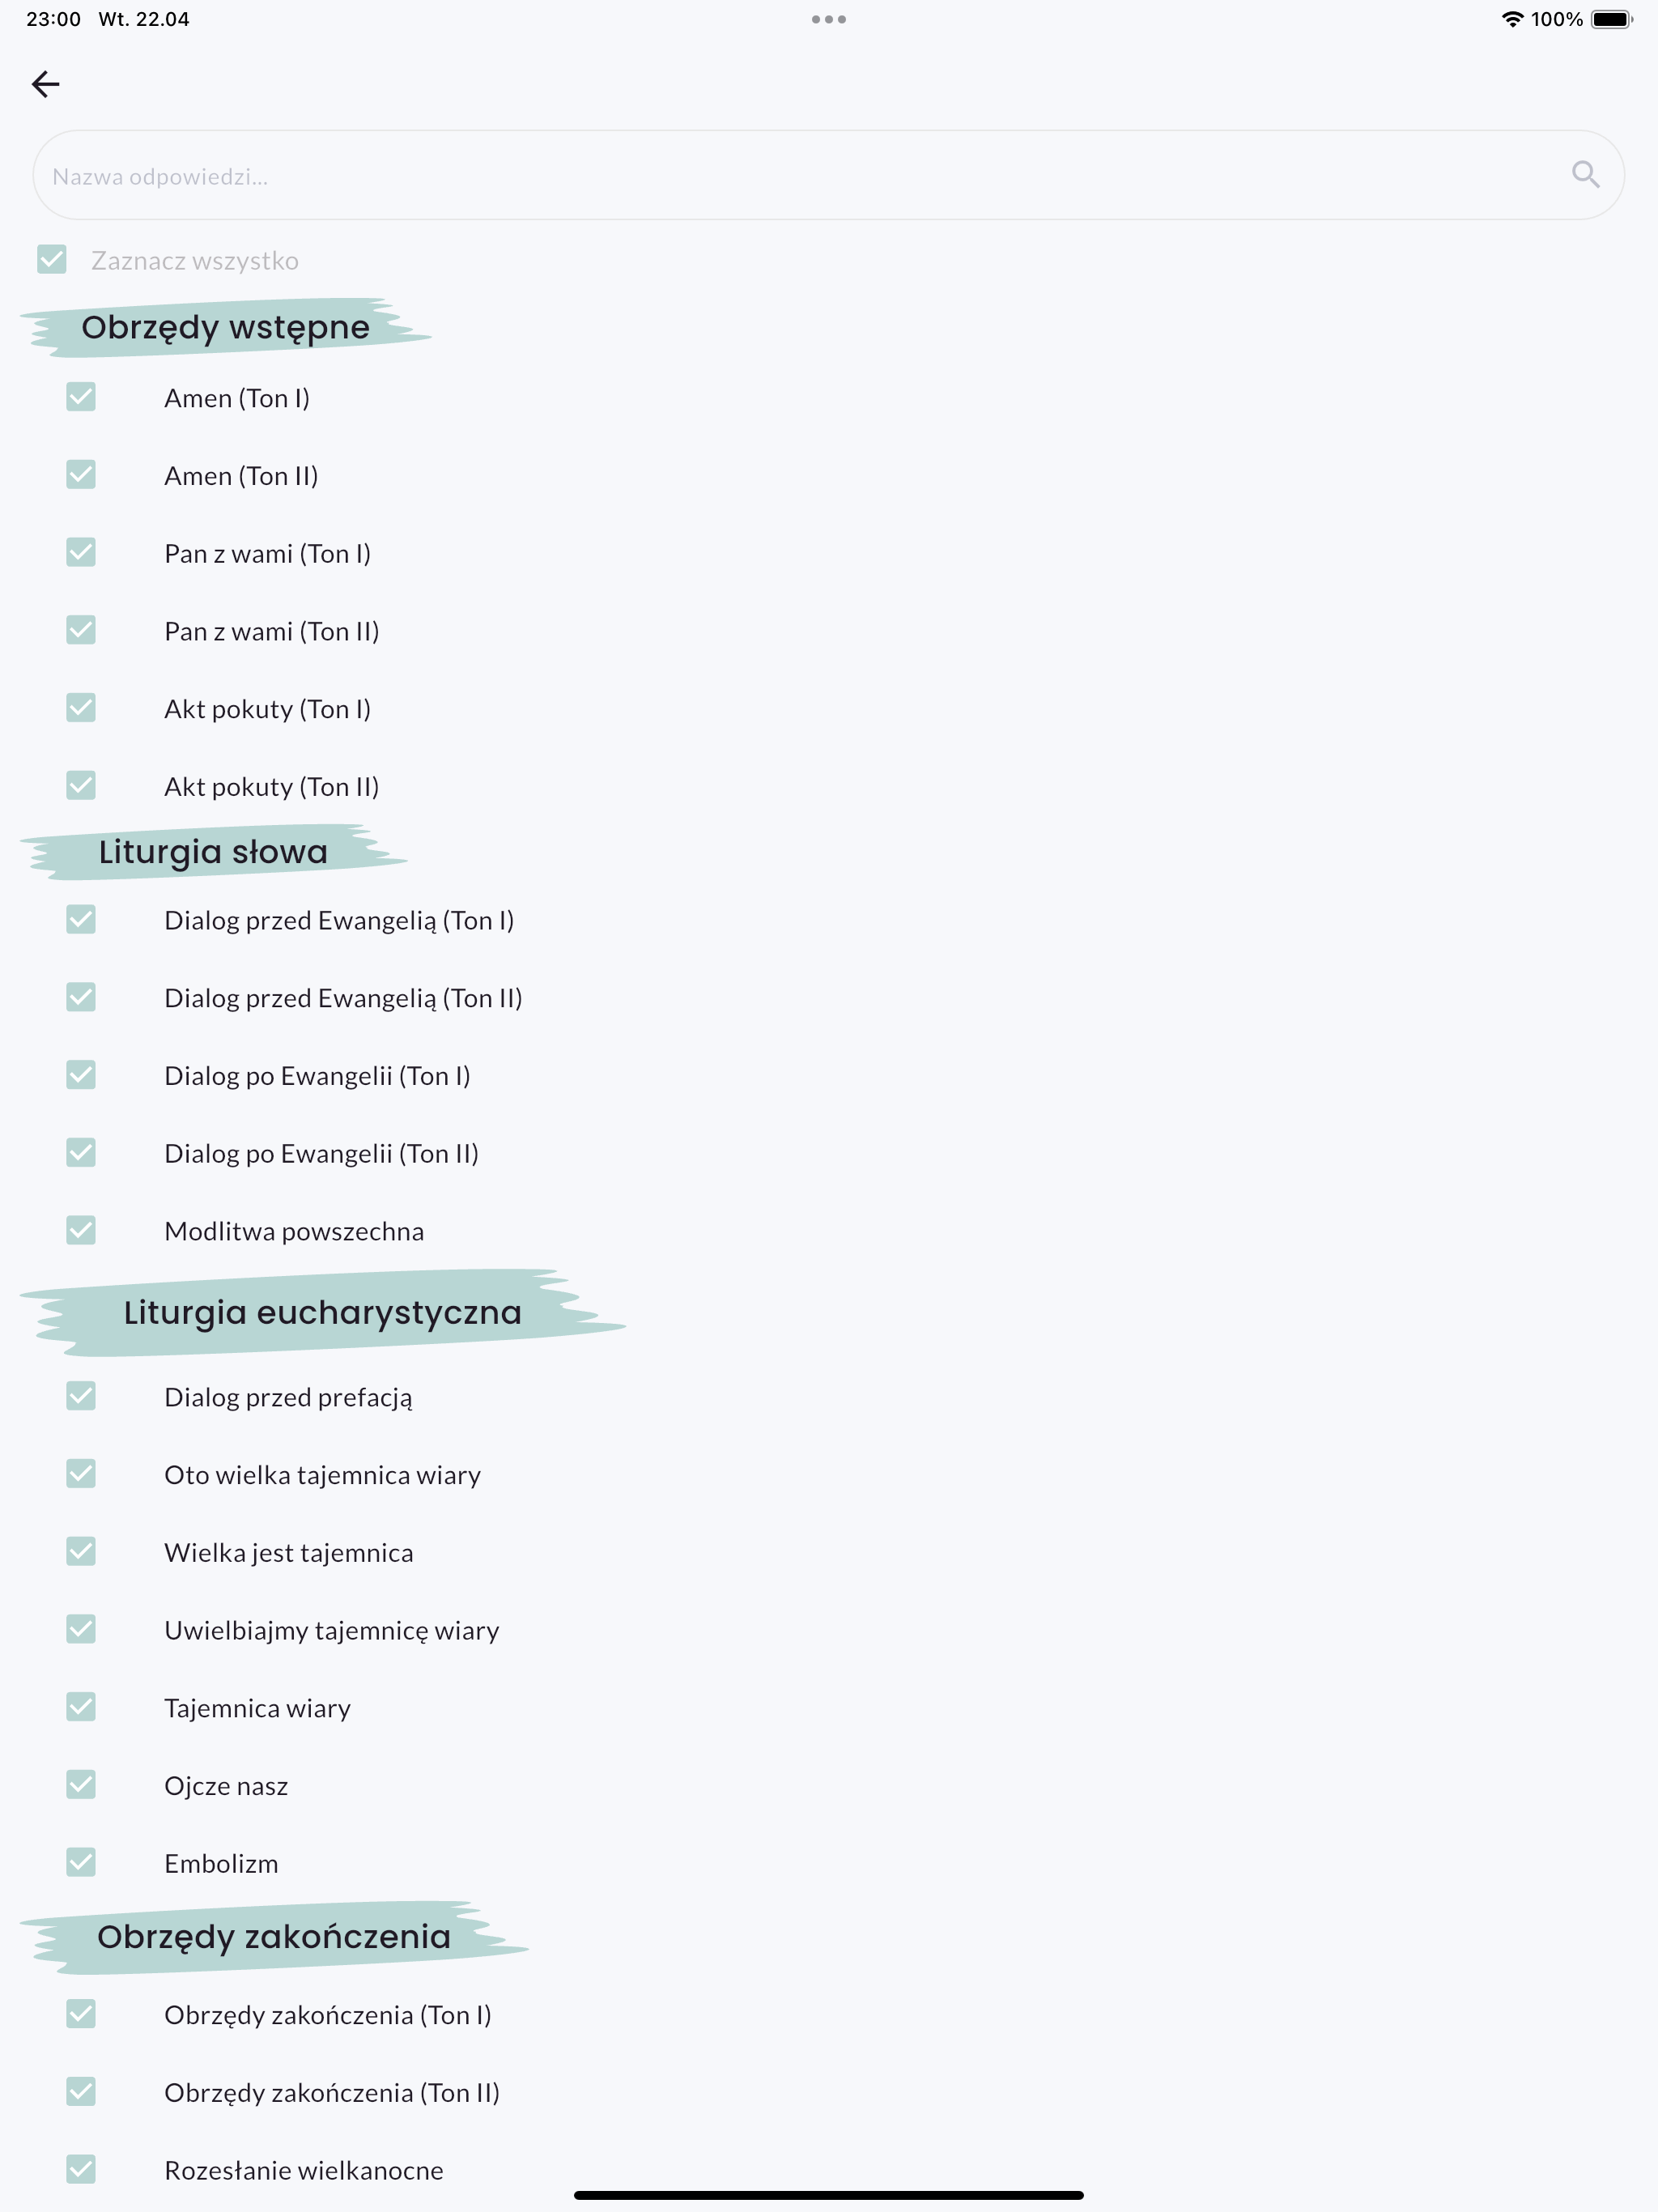 23:00 Wt. 22.04 100%
Nazwa odpowiedzi...
Zaznacz wszystko
Obrzędy wstępne
Amen (Ton I)
Amen (Ton II)
Pan z wami (Ton I)
Pan z wami (Ton II)
Akt pokuty (Ton I)
Akt pokuty (Ton II)
Liturgia słowa
Dialog przed Ewangelią (Ton I)
Dialog przed Ewangelią (Ton II)
Dialog po Ewangelii (Ton I)
Dialog po Ewangelii (Ton II)
Modlitwa powszechna
Liturgia eucharystyczna
Dialog przed prefacją
Oto wielka tajemnica wiary
Wielka jest tajemnica
Uwielbiajmy tajemnicę wiary
Tajemnica wiary
Ojcze nasz
Embolizm
Obrzędy zakończenia
Obrzędy zakończenia (Ton I)
Obrzędy zakończenia (Ton II)
Rozesłanie wielkanocne